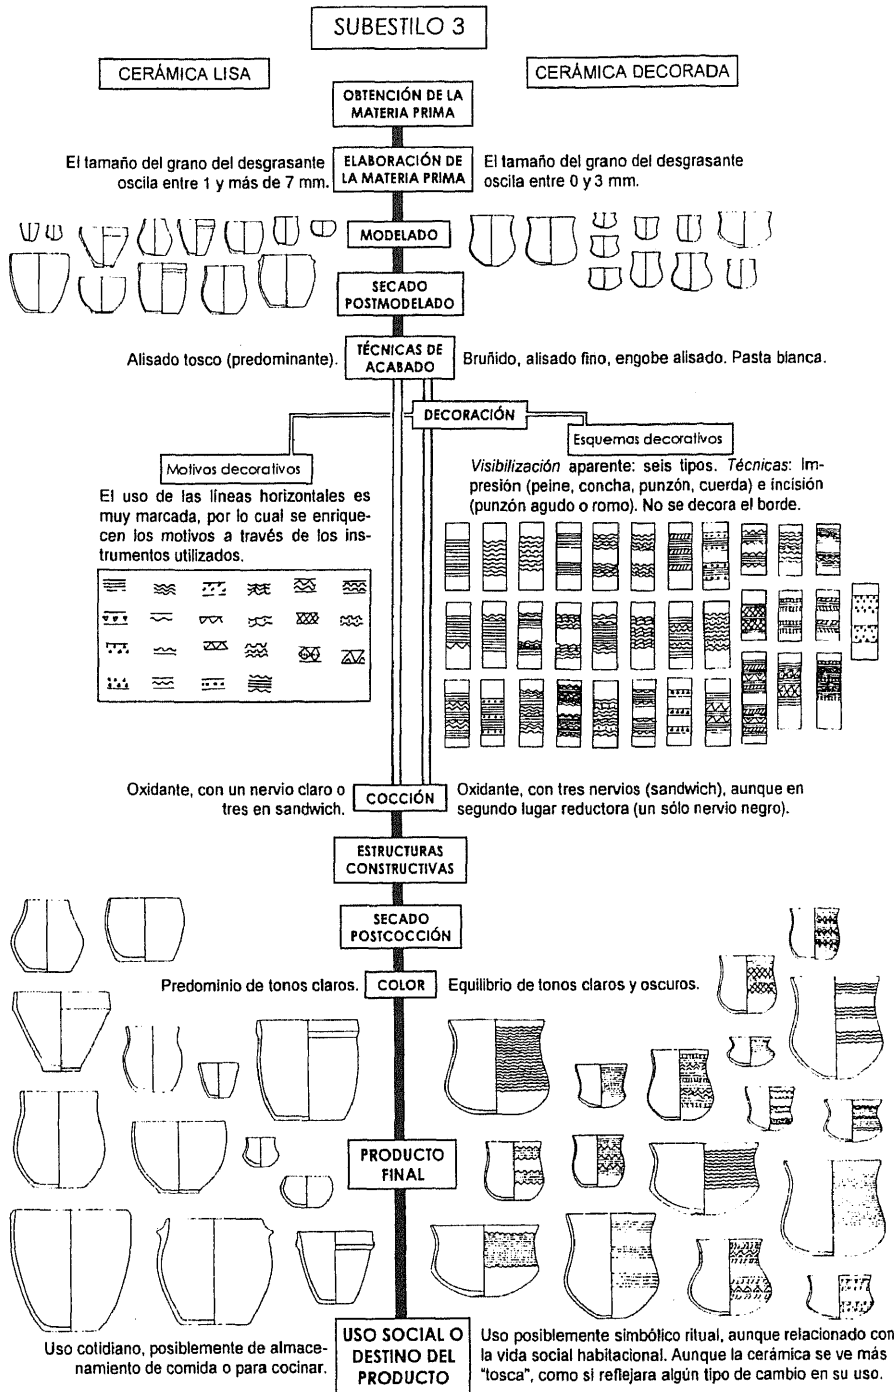 SUBESTILO 3
CERÁMICA LISA
CERÁMICA DECORADA
OBTENCIÓN DE LA
MATERIA PRIMA
El tamaño del grano del desgrasante
oscila entre 1 y más de 7 mm.
ELABORACIÓN DE
LA MATERIA PRIMA
El tamaño del grano del desgrasante
oscila entre 0 y 3 mm.
MODELADO
SECADO
POSTMODELADO
Alisado tosco (predominante).
TÉCNICAS DE
ACABADO
Bruñido, alisado fino, engobe alisado. Pasta blanca.
DECORACIÓN
Motivos decorativos
El uso de las líneas horizontales es
muy marcada, por lo cual se enrique-
cen los motivos a través de los ins-
trumentos utilizados.
Esquemas decorativos
Visibilización aparente: seis tipos. Técnicas: Im-
presión (peine, concha, punzón, cuerda) e incisión
(punzón agudo o romo). No se decora el borde.
Oxidante, con un nervio claro o
tres en sandwich.
COCCIÓN
Oxidante, con tres nervios (sandwich), aunque en
segundo lugar reductora (un sólo nervio negro).
ESTRUCTURAS
CONSTRUCTIVAS
SECADO
POSTCOCCIÓN
Predominio de tonos claros.
COLOR
Equilibrio de tonos claros y oscuros.
PRODUCTO
FINAL
Uso cotidiano, posiblemente de almace-
namiento de comida o para cocinar.
USO SOCIAL O
DESTINO DEL
PRODUCTO
Uso posiblemente simbólico ritual, aunque relacionado con
la vida social habitacional. Aunque la cerámica se ve más
"tosca", como si reflejara algún tipo de cambio en su uso.